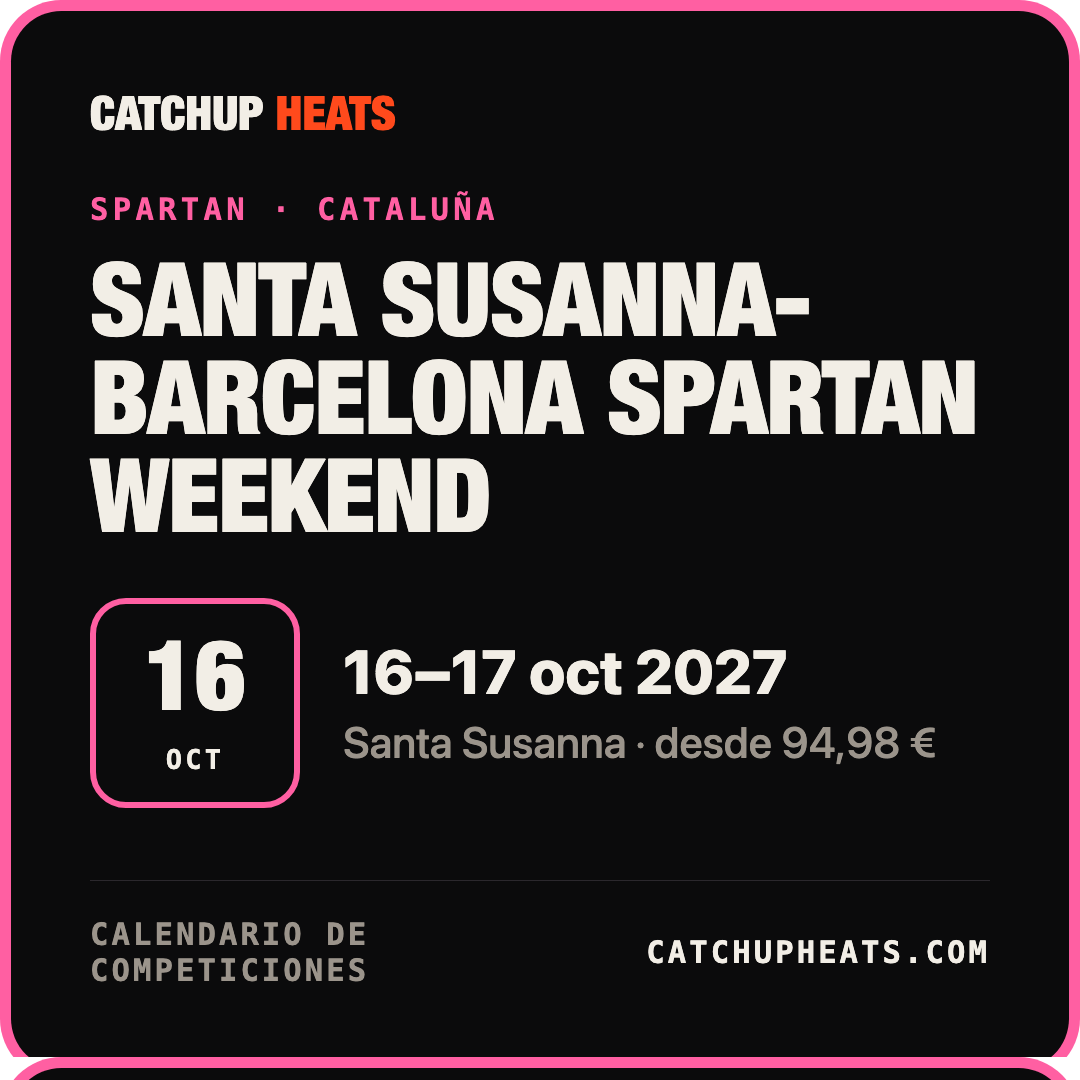 CATCHUP HEATS
SPARTAN · CATALUÑA
SANTA SUSANNA-
BARCELONA SPARTAN
WEEKEND
16
OCT
16–17 oct 2027
Santa Susanna · desde 94,98 €
CALENDARIO DE
COMPETICIONES
CATCHUPHEATS.COM